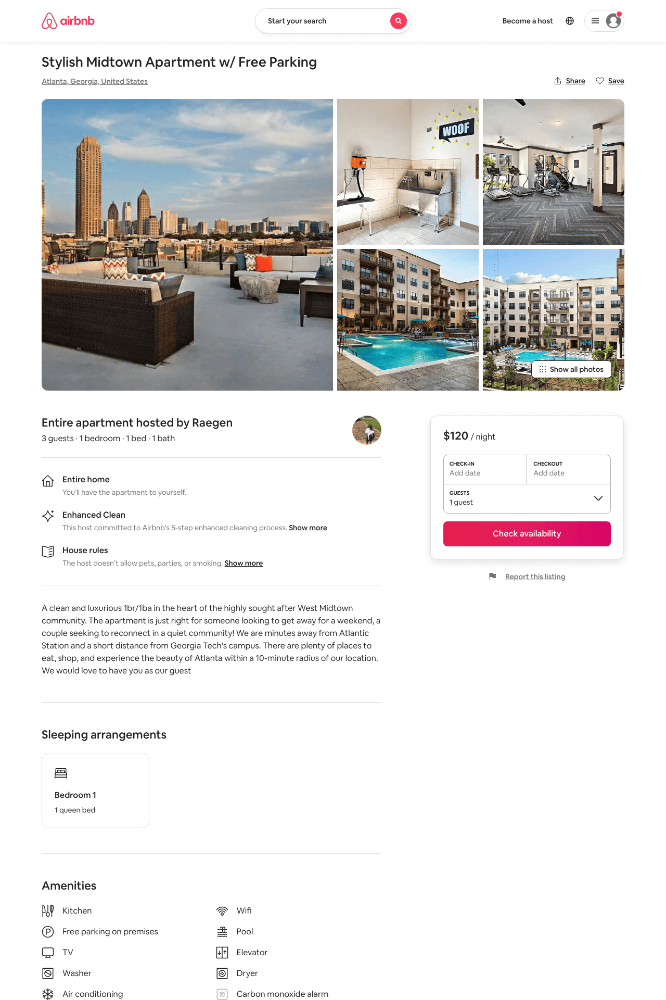 airbnb
Start your search
Become a host
Stylish Midtown Apartment w/ Free Parking
Atlanta, Georgia, United States
Share
Save
WOOF
Show all photos
Entire apartment hosted by Raegen
3 guests · 1 bedroom · 1 bed · 1 bath
Entire home
You’ll have the apartment to yourself.
Enhanced Clean
This host committed to Airbnb's 5-step enhanced cleaning process. Show more
House rules
The host doesn’t allow pets, parties, or smoking. Show more
$120 / night
CHECK-IN
Add date
CHECKOUT
Add date
GUESTS
1 guest
Check availability
Report this listing
A clean and luxurious 1br/1ba in the heart of the highly sought after West Midtown
community. The apartment is just right for someone looking to get away for a weekend, a
couple seeking to reconnect in a quiet community! We are minutes away from Atlantic
Station and a short distance from Georgia Tech's campus. There are plenty of places to
eat, shop, and experience the beauty of Atlanta within a 10-minute radius of our location.
We would love to have you as our guest
Sleeping arrangements
Bedroom 1
1 queen bed
Amenities
Kitchen
Wifi
Free parking on premises
Pool
TV
Elevator
Washer
Dryer
Air conditioning
Carbon monoxide alarm